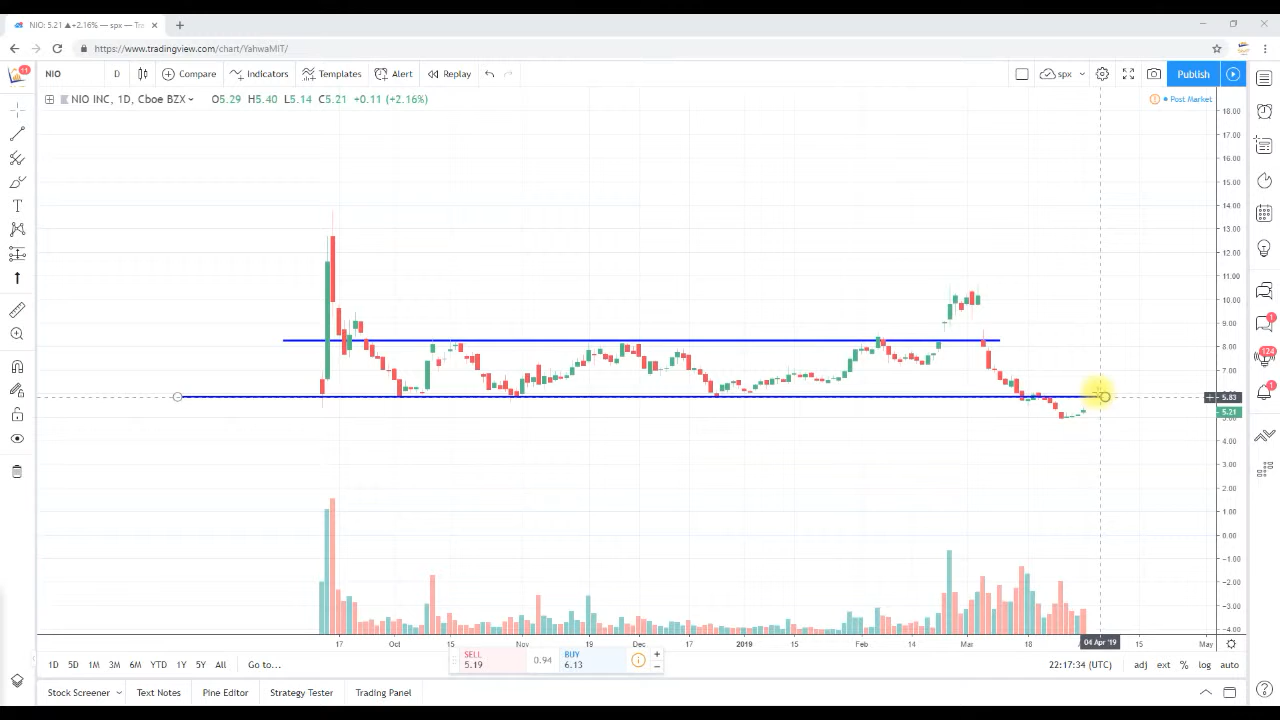 NIO: 5.21 ▲+2.16% — spx — Tra
https://www.tradingview.com/chart/YahwaMIT/
11
NIO D Compare Indicators Templates Alert Replay spx Publish
NIO INC, 1D, Cboe BZX O5.29 H5.40 L5.14 C5.21 +0.11 (+2.16%)
Post Market
18.00
17.00
16.00
15.00
14.00
13.00
12.00
11.00
10.00
9.00
8.00
7.00
5.83
5.21
4.00
3.00
2.00
1.00
0.00
−1.00
−2.00
−3.00
−4.00
1
124
1
17 Oct 15 Nov 19 Dec 17 2019 15 Feb 14 Mar 18 04 Apr '19 15 May
1D 5D 1M 3M 6M YTD 1Y 5Y All Go to...
SELL
5.19
0.94
BUY
6.13
22:17:34 (UTC) adj ext % log auto
Stock Screener Text Notes Pine Editor Strategy Tester Trading Panel